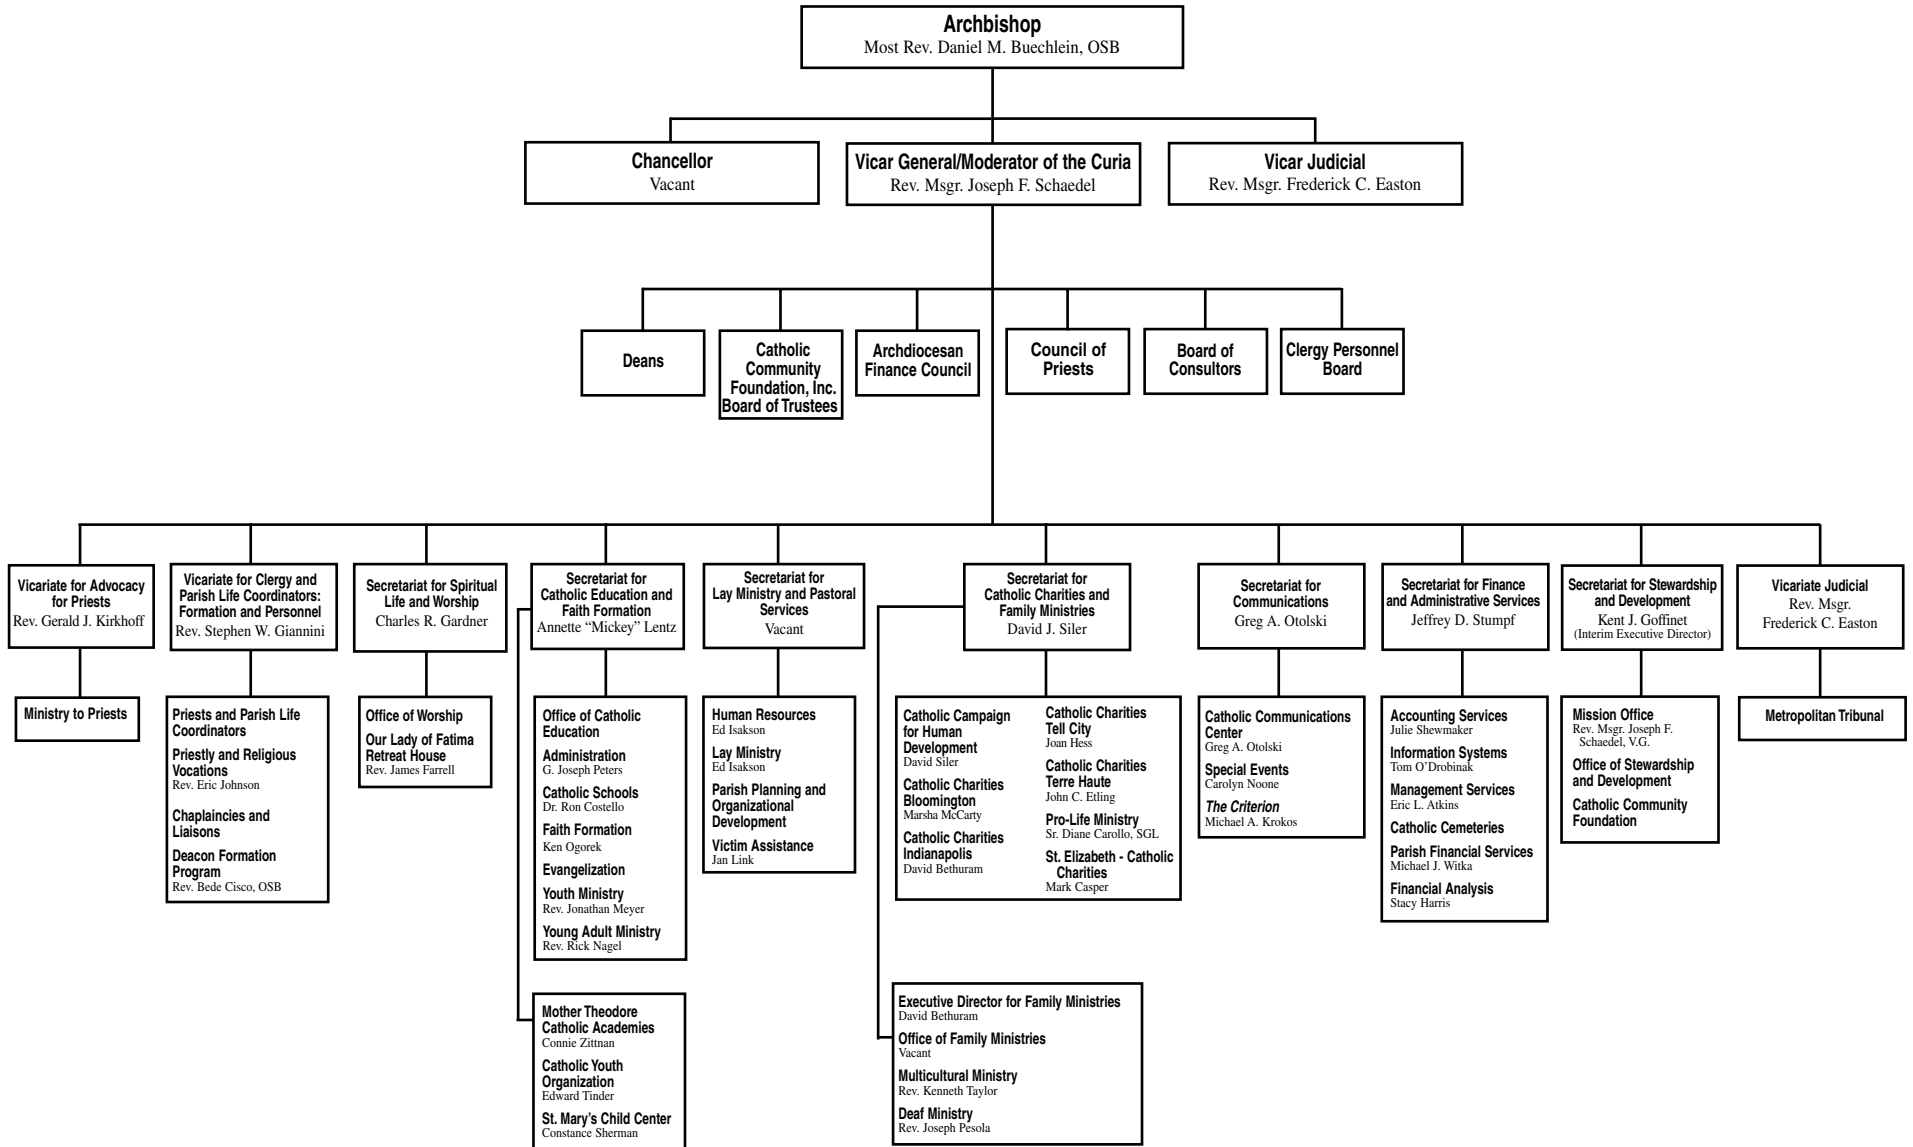 Archbishop
Most Rev. Daniel M. Buechlein, OSB
Chancellor
Vacant
Vicar General/Moderator of the Curia
Rev. Msgr. Joseph F. Schaedel
Vicar Judicial
Rev. Msgr. Frederick C. Easton
Deans
Catholic
Community
Foundation, Inc.
Board of Trustees
Archdiocesan
Finance Council
Council of
Priests
Board of
Consultors
Clergy Personnel
Board
Vicariate for Advocacy
for Priests
Rev. Gerald J. Kirkhoff
Vicariate for Clergy and
Parish Life Coordinators:
Formation and Personnel
Rev. Stephen W. Giannini
Secretariat for Spiritual
Life and Worship
Charles R. Gardner
Secretariat for
Catholic Education and
Faith Formation
Annette “Mickey” Lentz
Secretariat for
Lay Ministry and Pastoral
Services
Vacant
Secretariat for
Catholic Charities and
Family Ministries
David J. Siler
Secretariat for
Communications
Greg A. Otolski
Secretariat for Finance
and Administrative Services
Jeffrey D. Stumpf
Secretariat for Stewardship
and Development
Kent J. Goffinet
(Interim Executive Director)
Vicariate Judicial
Rev. Msgr.
Frederick C. Easton
Ministry to Priests
Priests and Parish Life
Coordinators
Priestly and Religious
Vocations
Rev. Eric Johnson
Chaplaincies and
Liaisons
Deacon Formation
Program
Rev. Bede Cisco, OSB
Office of Worship
Our Lady of Fatima
Retreat House
Rev. James Farrell
Office of Catholic
Education
Administration
G. Joseph Peters
Catholic Schools
Dr. Ron Costello
Faith Formation
Ken Ogorek
Evangelization
Youth Ministry
Rev. Jonathan Meyer
Young Adult Ministry
Rev. Rick Nagel
Human Resources
Ed Isakson
Lay Ministry
Ed Isakson
Parish Planning and
Organizational
Development
Victim Assistance
Jan Link
Catholic Campaign
for Human
Development
David Siler
Catholic Charities
Bloomington
Marsha McCarty
Catholic Charities
Indianapolis
David Bethuram
Catholic Charities
Tell City
Joan Hess
Catholic Charities
Terre Haute
John C. Etling
Pro-Life Ministry
Sr. Diane Carollo, SGL
St. Elizabeth - Catholic
Charities
Mark Casper
Catholic Communications
Center
Greg A. Otolski
Special Events
Carolyn Noone
The Criterion
Michael A. Krokos
Accounting Services
Julie Shewmaker
Information Systems
Tom O’Drobinak
Management Services
Eric L. Atkins
Catholic Cemeteries
Parish Financial Services
Michael J. Witka
Financial Analysis
Stacy Harris
Mission Office
Rev. Msgr. Joseph F.
Schaedel, V.G.
Office of Stewardship
and Development
Catholic Community
Foundation
Metropolitan Tribunal
Mother Theodore
Catholic Academies
Connie Zittnan
Catholic Youth
Organization
Edward Tinder
St. Mary’s Child Center
Constance Sherman
Executive Director for Family Ministries
David Bethuram
Office of Family Ministries
Vacant
Multicultural Ministry
Rev. Kenneth Taylor
Deaf Ministry
Rev. Joseph Pesola